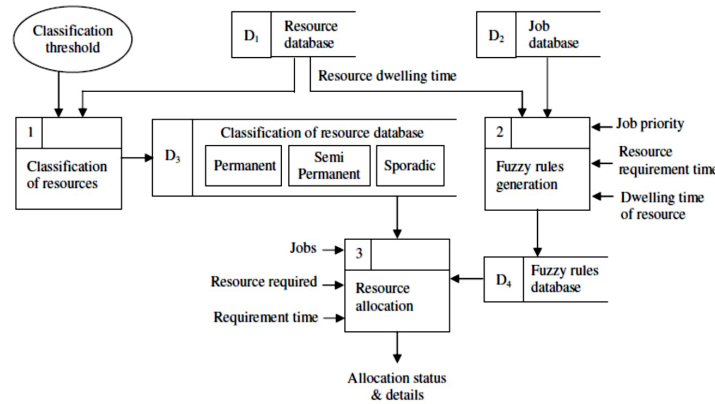 Classification
threshold
D1
Resource
database
D2
Job
database
Resource dwelling time
1
Classification
of resources
D3
Classification of resource database
Permanent
Semi
Permanent
Sporadic
2
Fuzzy rules
generation
Job priority
Resource
requirement time
Dwelling time
of resource
Jobs
Resource required
Requirement time
3
Resource
allocation
D4
Fuzzy rules
database
Allocation status
& details